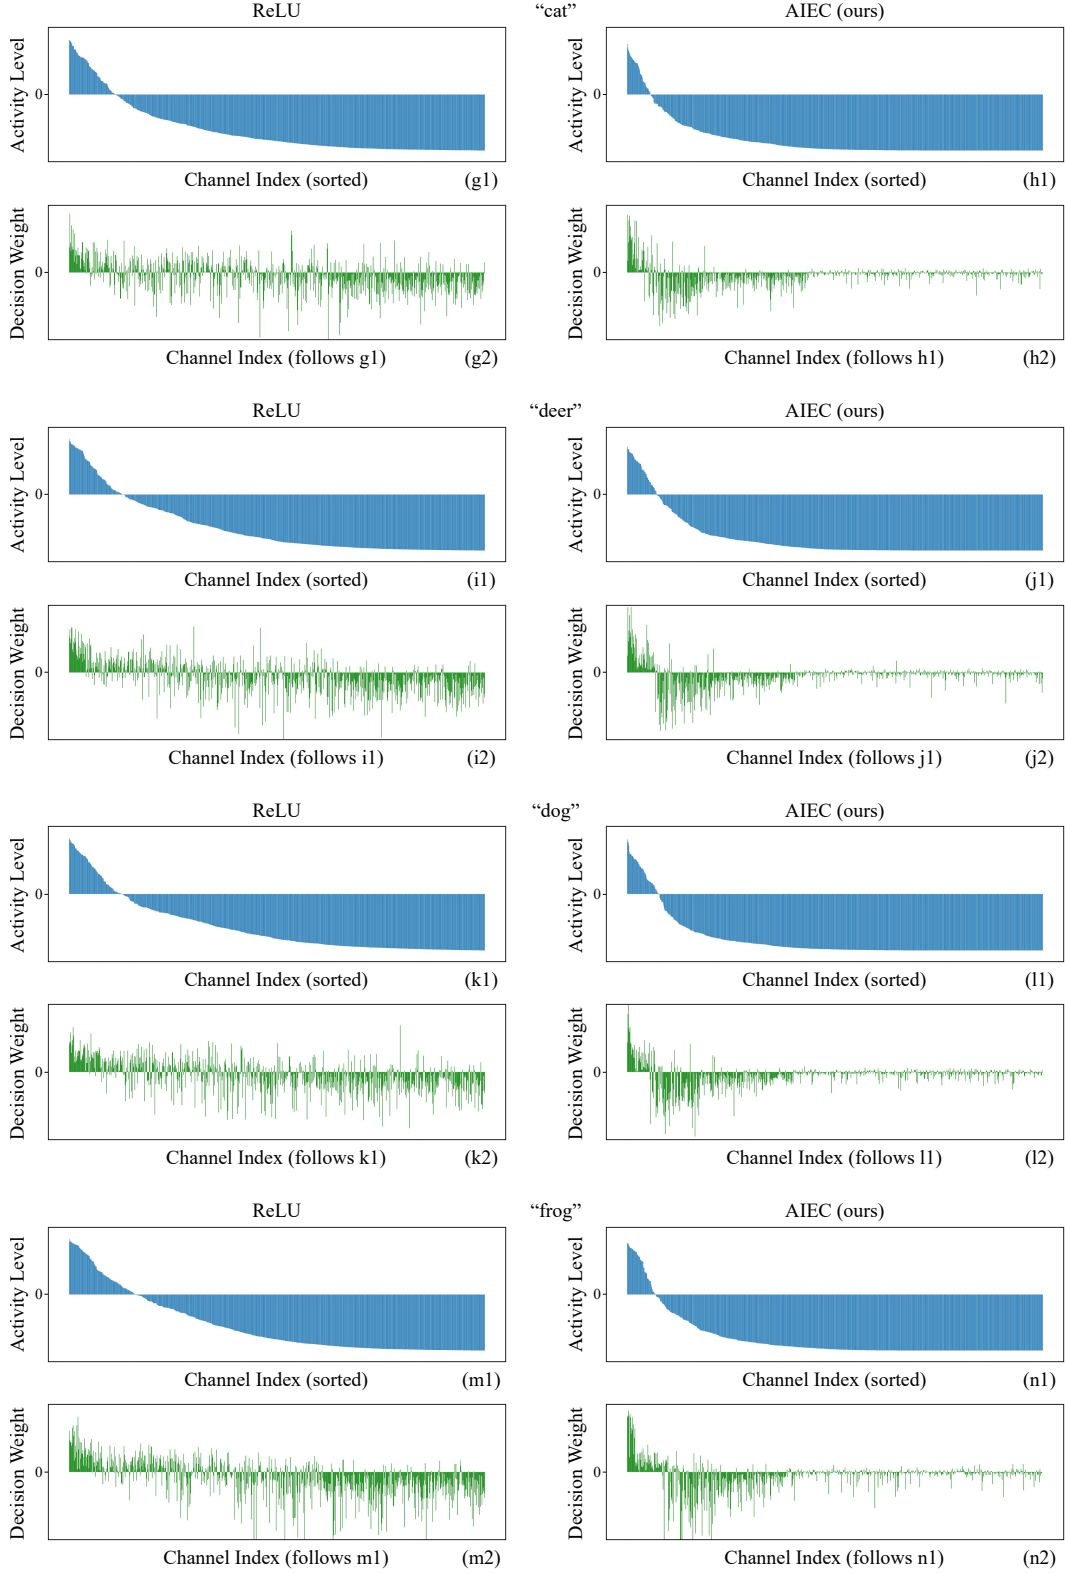 ReLU “cat” AIEC (ours)
Activity Level 0 Activity Level 0
Channel Index (sorted) (g1) Channel Index (sorted) (h1)
Decision Weight 0 Decision Weight 0
Channel Index (follows g1) (g2) Channel Index (follows h1) (h2)
ReLU “deer” AIEC (ours)
Activity Level 0 Activity Level 0
Channel Index (sorted) (i1) Channel Index (sorted) (j1)
Decision Weight 0 Decision Weight 0
Channel Index (follows i1) (i2) Channel Index (follows j1) (j2)
ReLU “dog” AIEC (ours)
Activity Level 0 Activity Level 0
Channel Index (sorted) (k1) Channel Index (sorted) (l1)
Decision Weight 0 Decision Weight 0
Channel Index (follows k1) (k2) Channel Index (follows l1) (l2)
ReLU “frog” AIEC (ours)
Activity Level 0 Activity Level 0
Channel Index (sorted) (m1) Channel Index (sorted) (n1)
Decision Weight 0 Decision Weight 0
Channel Index (follows m1) (m2) Channel Index (follows n1) (n2)